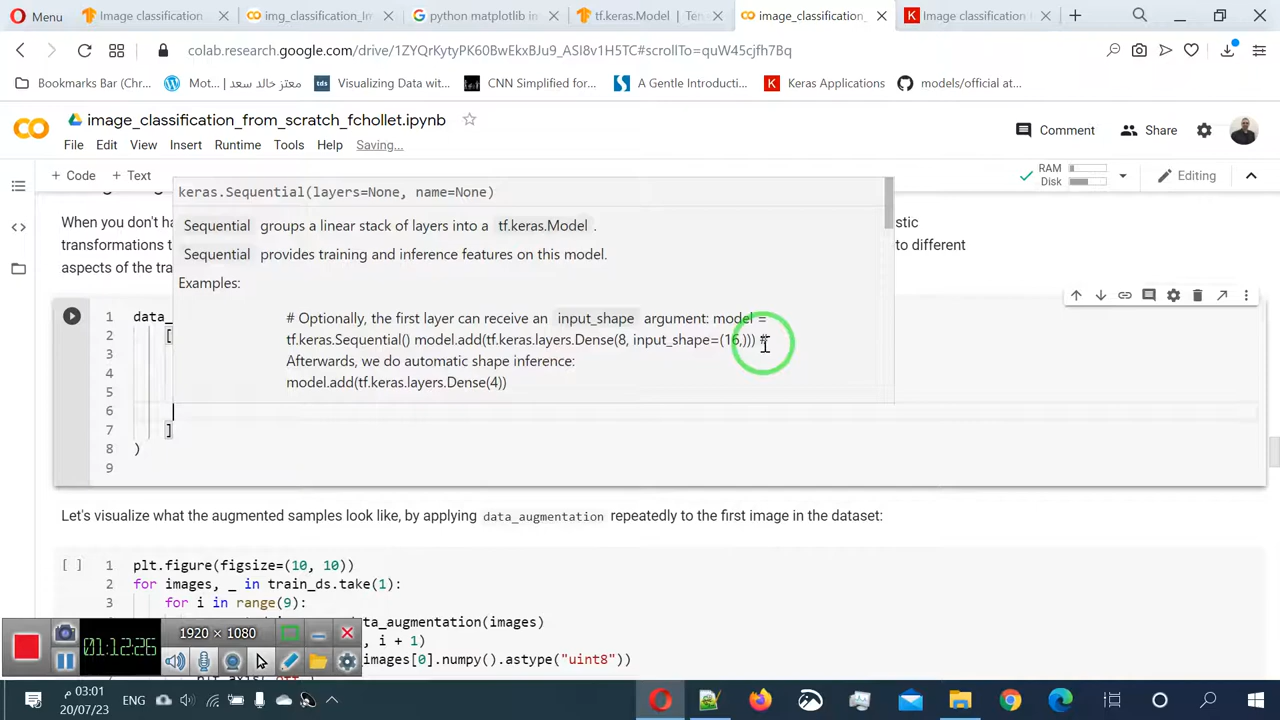 Menu
Image classification
img_classification_In
python matplotlib in
tf.keras.Model | Ten
image_classification_
Image classification
colab.research.google.com/drive/1ZYQrKytyPK60BwEkxBJu9_ASI8v1H5TC#scrollTo=quW45cjfh7Bq
Bookmarks Bar (Chr...
معتز خالد سعد | Mot...
Visualizing Data wit...
CNN Simplified for...
A Gentle Introducti...
Keras Applications
models/official at...
image_classification_from_scratch_fchollet.ipynb
File Edit View Insert Runtime Tools Help Saving...
Comment
Share
+ Code + Text
RAM
Disk
Editing
When you don't ha
stic
transformations t
to different
aspects of the tra
keras.Sequential(layers=None, name=None)
Sequential groups a linear stack of layers into a tf.keras.Model .
Sequential provides training and inference features on this model.
Examples:
# Optionally, the first layer can receive an input_shape argument: model =
tf.keras.Sequential() model.add(tf.keras.layers.Dense(8, input_shape=(16,))) #
Afterwards, we do automatic shape inference:
model.add(tf.keras.layers.Dense(4))
1 data_
2 [
3
4
5
6
7 ]
8 )
9
Let's visualize what the augmented samples look like, by applying data_augmentation repeatedly to the first image in the dataset:
[ ] 1 plt.figure(figsize=(10, 10))
2 for images, _ in train_ds.take(1):
3 for i in range(9):
ata_augmentation(images)
, i + 1)
images[0].numpy().astype("uint8"))
01:12:26
1920 × 1080
03:01 م
20/07/23